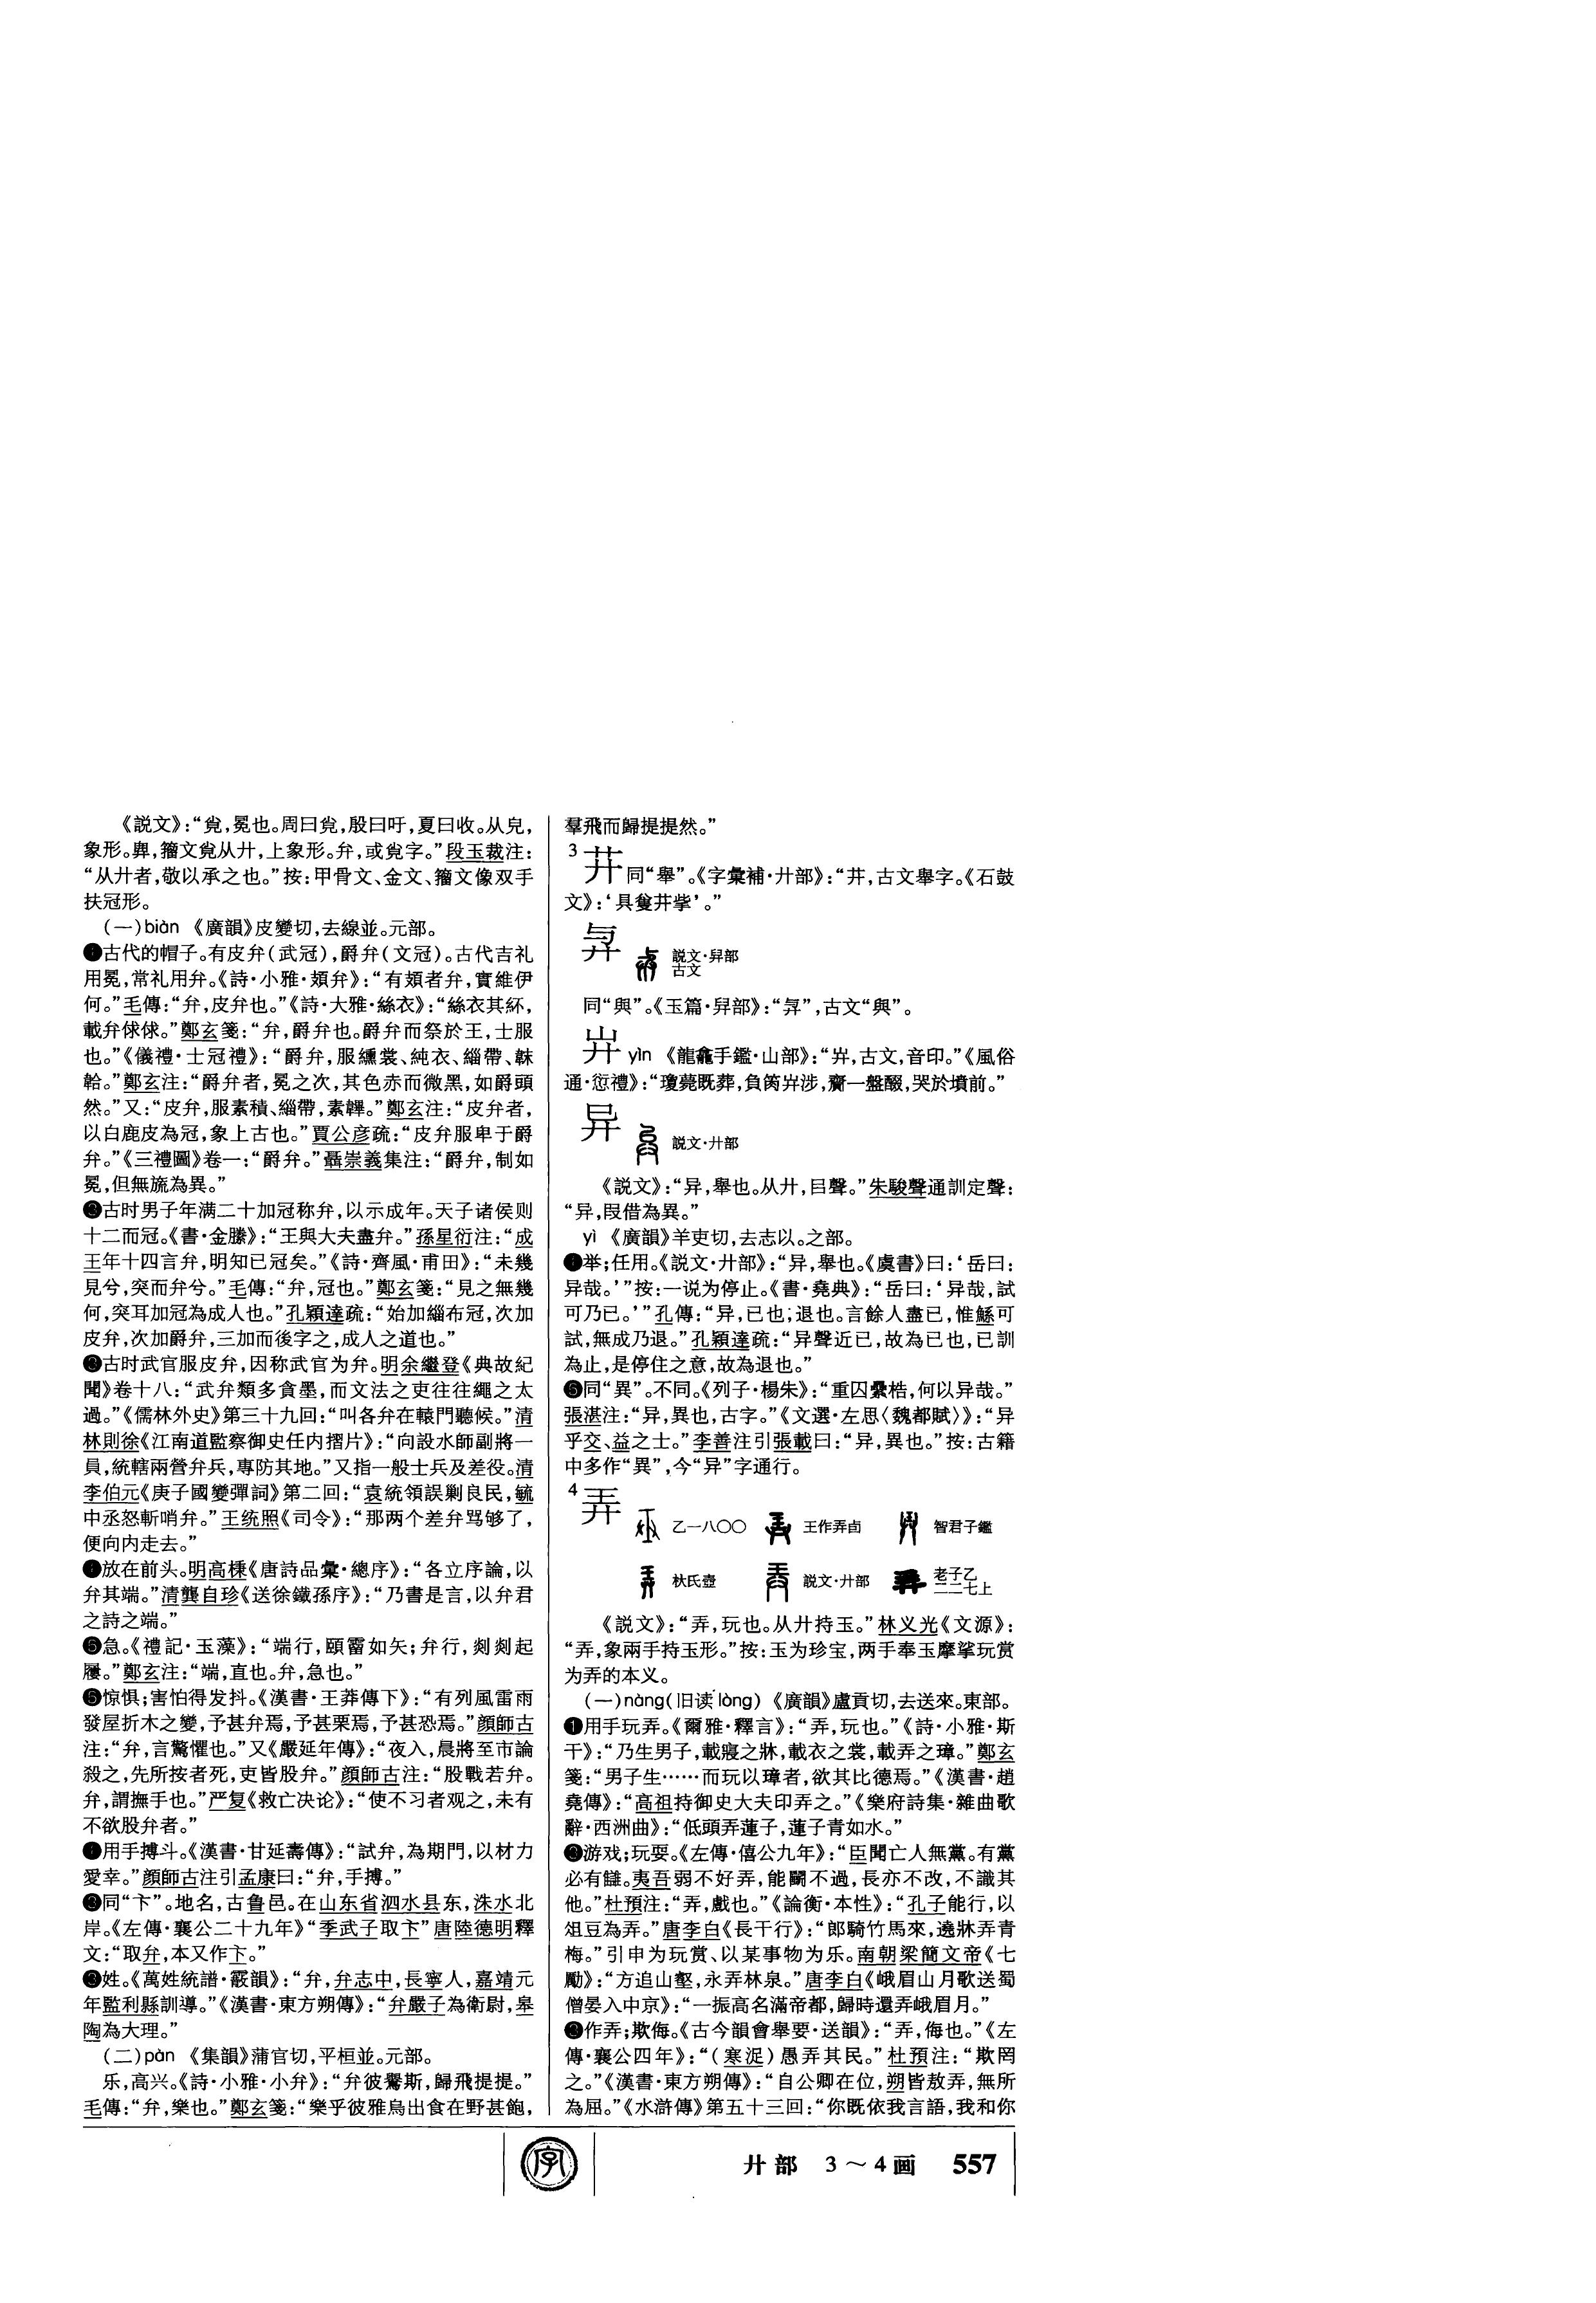 《説文》：“覍，冕也。周曰覍，殷曰吁，夏曰收。从皃，
象形。𢍈，籀文覍从廾，上象形。弁，或覍字。”段玉裁注：
“从廾者，敬以承之也。”按：甲骨文、金文、籀文像双手
扶冠形。
（一）biàn 《廣韻》皮變切，去線並。元部。
❶古代的帽子。有皮弁（武冠），爵弁（文冠）。古代吉礼
用冕，常礼用弁。《詩·小雅·頍弁》：“有頍者弁，實維伊
何。”毛傳：“弁，皮弁也。”《詩·大雅·絲衣》：“絲衣其紑，
載弁俅俅。”鄭玄箋：“弁，爵弁也。爵弁而祭於王，士服
也。”《儀禮·士冠禮》：“爵弁，服纁裳、純衣、緇帶、韎
韐。”鄭玄注：“爵弁者，冕之次，其色赤而微黑，如爵頭
然。”又：“皮弁，服素積、緇帶，素韠。”鄭玄注：“皮弁者，
以白鹿皮為冠，象上古也。”賈公彦疏：“皮弁服卑于爵
弁。”《三禮圖》卷一：“爵弁。”聶崇義集注：“爵弁，制如
冕，但無旒為異。”
❷古时男子年满二十加冠称弁，以示成年。天子诸侯则
十二而冠。《書·金縢》：“王與大夫盡弁。”孫星衍注：“成
王年十四言弁，明知已冠矣。”《詩·齊風·甫田》：“未幾
見兮，突而弁兮。”毛傳：“弁，冠也。”鄭玄箋：“見之無幾
何，突耳加冠為成人也。”孔穎達疏：“始加緇布冠，次加
皮弁，次加爵弁，三加而後字之，成人之道也。”
❸古时武官服皮弁，因称武官为弁。明余繼登《典故紀
聞》卷十八：“武弁類多貪墨，而文法之吏往往繩之太
過。”《儒林外史》第三十九回：“叫各弁在轅門聽候。”清
林則徐《江南道監察御史任内摺片》：“向設水師副將一
員，統轄兩營弁兵，專防其地。”又指一般士兵及差役。清
李伯元《庚子國變彈詞》第二回：“袁統領誤剿良民，毓
中丞怒斬哨弁。”王统照《司令》：“那两个差弁骂够了，
便向内走去。”
❹放在前头。明高棅《唐詩品彙·總序》：“各立序論，以
弁其端。”清龔自珍《送徐鐵孫序》：“乃書是言，以弁君
之詩之端。”
❺急。《禮記·玉藻》：“端行，頤霤如矢；弁行，剡剡起
屨。”鄭玄注：“端，直也。弁，急也。”
❻惊惧；害怕得发抖。《漢書·王莽傳下》：“有列風雷雨
發屋折木之變，予甚弁焉，予甚栗焉，予甚恐焉。”顔師古
注：“弁，言驚懼也。”又《嚴延年傳》：“夜入，晨將至市論
殺之，先所按者死，吏皆股弁。”顔師古注：“股戰若弁。
弁，謂撫手也。”严复《救亡决论》：“使不习者观之，未有
不欲股弁者。”
❼用手搏斗。《漢書·甘延壽傳》：“試弁，為期門，以材力
愛幸。”顔師古注引孟康曰：“弁，手搏。”
❽同“卞”。地名，古鲁邑。在山东省泗水县东，洙水北
岸。《左傳·襄公二十九年》“季武子取卞”唐陸德明釋
文：“取弁，本又作卞。”
❾姓。《萬姓統譜·霰韻》：“弁，弁志中，長寧人，嘉靖元
年監利縣訓導。”《漢書·東方朔傳》：“弁嚴子為衛尉，皋
陶為大理。”
（二）pàn 《集韻》蒲官切，平桓並。元部。
乐，高兴。《詩·小雅·小弁》：“弁彼鸒斯，歸飛提提。”
毛傳：“弁，樂也。”鄭玄箋：“樂乎彼雅烏出食在野甚飽，
羣飛而歸提提然。”
3
同“舉”。《字彙補·廾部》：“𢌬，古文舉字。《石鼓
文》：‘具𨾊𢌬㧘’。”
𢌱 説文·舁部
古文
同“與”。《玉篇·舁部》：“𢌱”，古文“與”。
𢌰 yìn 《龍龕手鑑·山部》：“𢌰，古文，音印。”《風俗
通·愆禮》：“瓊薨既葬，負笈𢌰涉，齎一盤醊，哭於墳前。”
异 説文·廾部
《説文》：“异，舉也。从廾，㠯聲。”朱駿聲通訓定聲：
“异，叚借為異。”
yì 《廣韻》羊吏切，去志以。之部。
❶举；任用。《説文·廾部》：“异，舉也。《虞書》曰：‘岳曰：
异哉。’”按：一说为停止。《書·堯典》：“岳曰：‘异哉，試
可乃已。’”孔傳：“异，已也；退也。言餘人盡已，惟鯀可
試，無成乃退。”孔穎達疏：“异聲近已，故為已也，已訓
為止，是停住之意，故為退也。”
❷同“異”。不同。《列子·楊朱》：“重囚纍梏，何以异哉。”
張湛注：“异，異也，古字。”《文選·左思〈魏都賦〉》：“异
乎交、益之士。”李善注引張載曰：“异，異也。”按：古籍
中多作“異”，今“异”字通行。
4
弄 乙一八〇〇 王作弄卣 智君子鑑
杕氏壺 説文·廾部 老子乙
二二七上
《説文》：“弄，玩也。从廾持玉。”林义光《文源》：
“弄，象兩手持玉形。”按：玉为珍宝，两手奉玉摩挲玩赏
为弄的本义。
（一）nàng（旧读 lòng） 《廣韻》盧貢切，去送來。東部。
❶用手玩弄。《爾雅·釋言》：“弄，玩也。”《詩·小雅·斯
干》：“乃生男子，載寢之牀，載衣之裳，載弄之璋。”鄭玄
箋：“男子生……而玩以璋者，欲其比德焉。”《漢書·趙
堯傳》：“高祖持御史大夫印弄之。”《樂府詩集·雜曲歌
辭·西洲曲》：“低頭弄蓮子，蓮子青如水。”
❷游戏；玩耍。《左傳·僖公九年》：“臣聞亡人無黨。有黨
必有讎。夷吾弱不好弄，能鬭不過，長亦不改，不識其
他。”杜預注：“弄，戲也。”《論衡·本性》：“孔子能行，以
俎豆為弄。”唐李白《長干行》：“郎騎竹馬來，遶牀弄青
梅。”引申为玩赏、以某事物为乐。南朝梁簡文帝《七
勵》：“方追山壑，永弄林泉。”唐李白《峨眉山月歌送蜀
僧晏入中京》：“一振高名滿帝都，歸時還弄峨眉月。”
❸作弄；欺侮。《古今韻會舉要·送韻》：“弄，侮也。”《左
傳·襄公四年》：“（寒浞）愚弄其民。”杜預注：“欺罔
之。”《漢書·東方朔傳》：“自公卿在位，朔皆敖弄，無所
為屈。”《水滸傳》第五十三回：“你既依我言語，我和你
字
廾部 3～4画 557